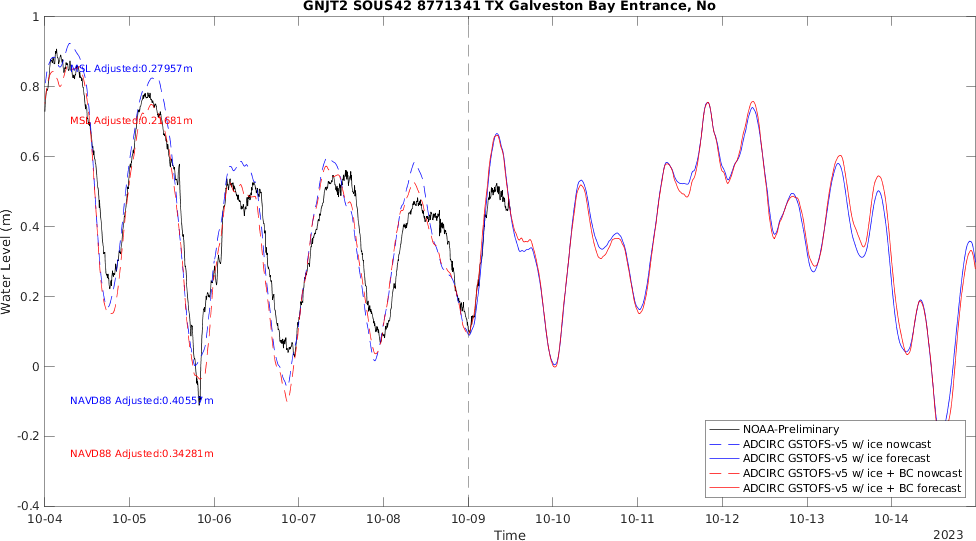 GNJT2 SOUS42 8771341 TX Galveston Bay Entrance, No
1
0.8
0.6
0.4
0.2
0
-0.2
-0.4
Water Level (m)
MSL Adjusted:0.27957m
MSL Adjusted:0.21681m
NAVD88 Adjusted:0.40557m
NAVD88 Adjusted:0.34281m
NOAA-Preliminary
ADCIRC GSTOFS-v5 w/ ice nowcast
ADCIRC GSTOFS-v5 w/ ice forecast
ADCIRC GSTOFS-v5 w/ ice + BC nowcast
ADCIRC GSTOFS-v5 w/ ice + BC forecast
10-04 10-05 10-06 10-07 10-08 10-09 10-10 10-11 10-12 10-13 10-14
Time
2023